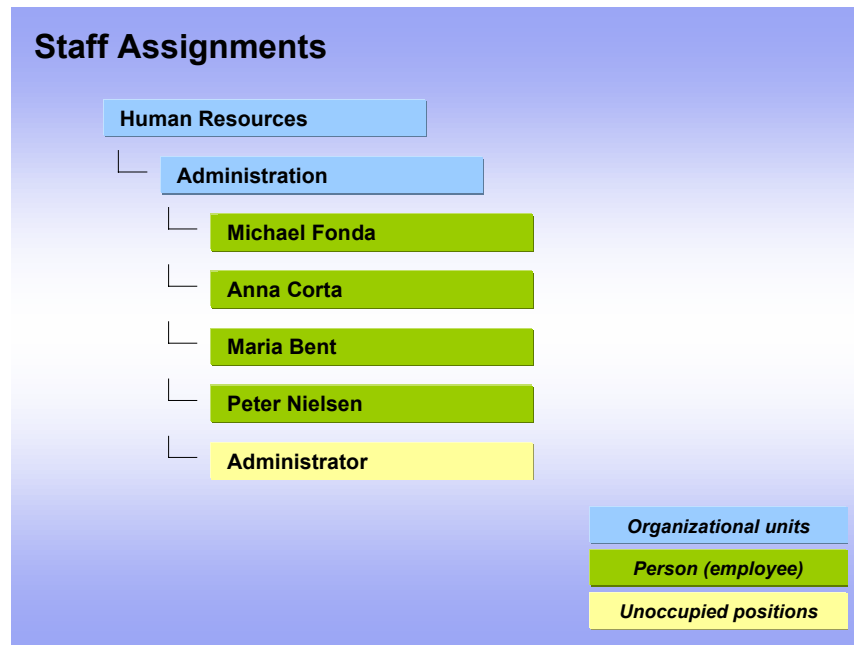 Staff Assignments
Human Resources
Administration
Michael Fonda
Anna Corta
Maria Bent
Peter Nielsen
Administrator
Organizational units
Person (employee)
Unoccupied positions